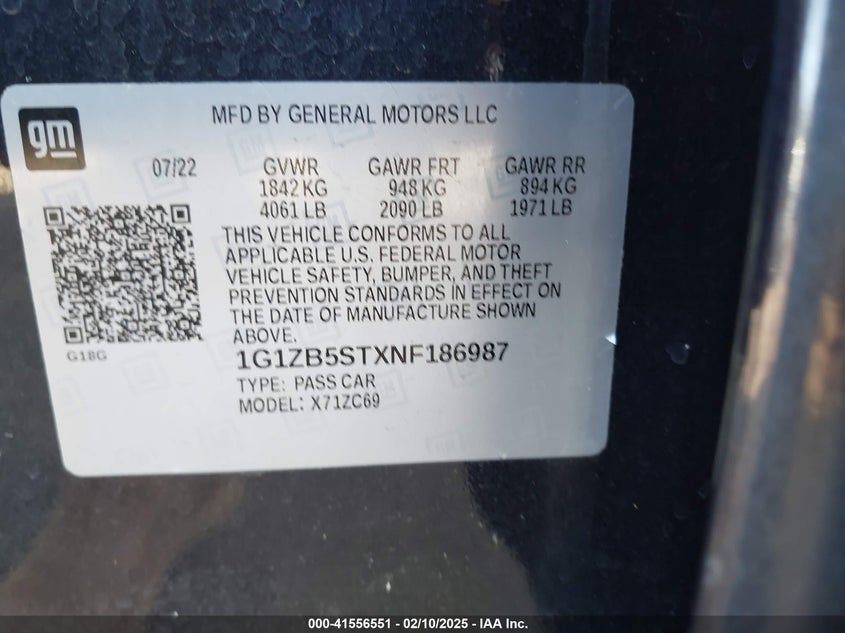 gm
MFD BY GENERAL MOTORS LLC
07/22 GVWR GAWR FRT GAWR RR
1842 KG 948 KG 894 KG
4061 LB 2090 LB 1971 LB
THIS VEHICLE CONFORMS TO ALL
APPLICABLE U.S. FEDERAL MOTOR
VEHICLE SAFETY, BUMPER, AND THEFT
PREVENTION STANDARDS IN EFFECT ON
THE DATE OF MANUFACTURE SHOWN
ABOVE.
G18G
1G1ZB5STXNF186987
TYPE: PASS CAR
MODEL: X71ZC69
000-41556551 - 02/10/2025 - IAA Inc.